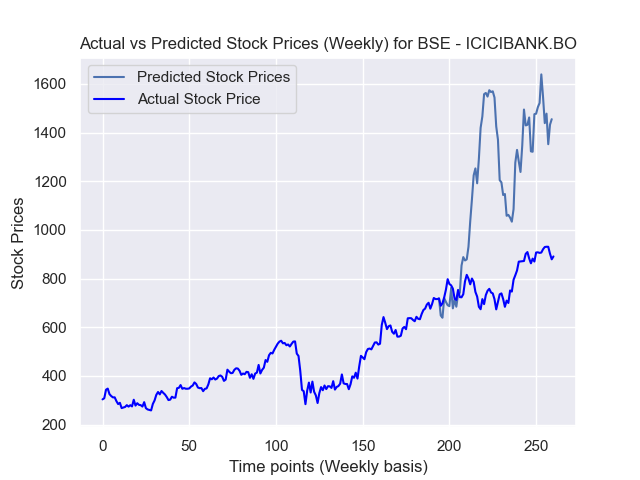 Actual vs Predicted Stock Prices (Weekly) for BSE - ICICIBANK.BO
Predicted Stock Prices
Actual Stock Price
Stock Prices
1600
1400
1200
1000
800
600
400
200
0 50 100 150 200 250
Time points (Weekly basis)